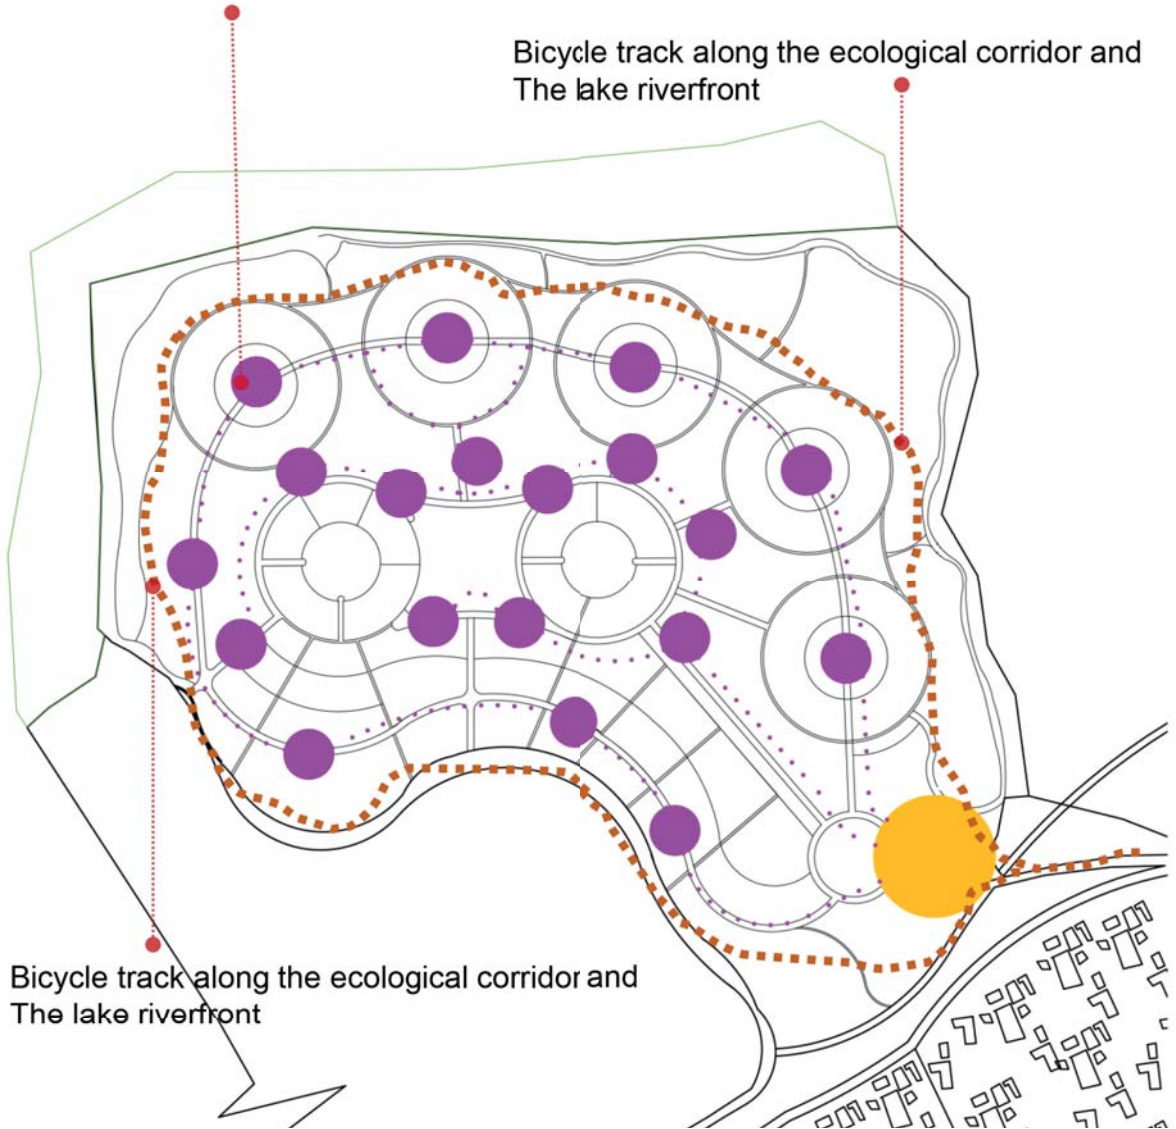 Bicycle track along the ecological corridor and
The lake riverfront
Bicycle track along the ecological corridor and
The lake riverfront